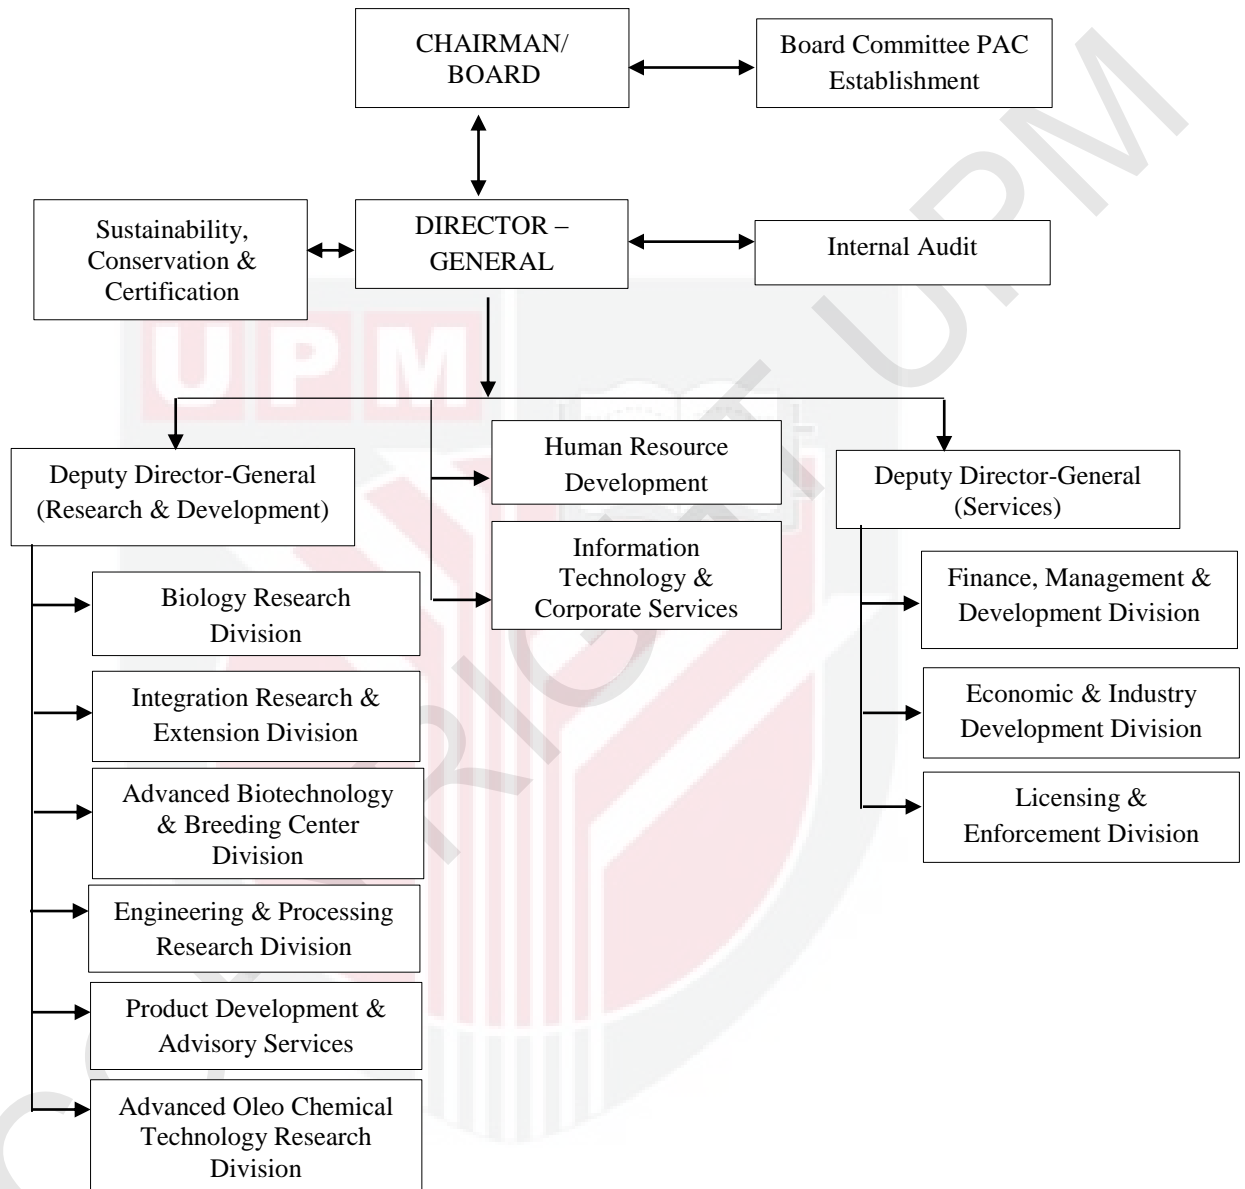 CHAIRMAN/
BOARD
Board Committee PAC
Establishment
Sustainability,
Conservation &
Certification
DIRECTOR –
GENERAL
Internal Audit
UPM
Deputy Director-General
(Research & Development)
Human Resource
Development
Information
Technology &
Corporate Services
Deputy Director-General
(Services)
Biology Research
Division
Integration Research &
Extension Division
Advanced Biotechnology
& Breeding Center
Division
Engineering & Processing
Research Division
Product Development &
Advisory Services
Advanced Oleo Chemical
Technology Research
Division
Finance, Management &
Development Division
Economic & Industry
Development Division
Licensing &
Enforcement Division
COPYRIGHT UPM